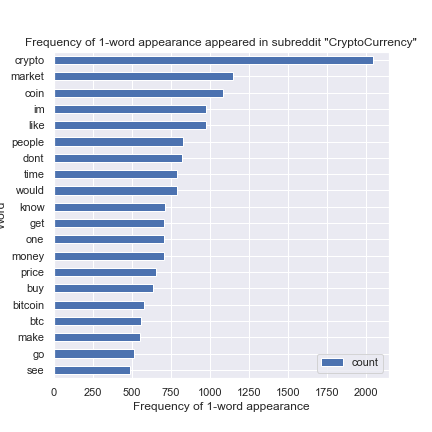 Frequency of 1-word appearance appeared in subreddit "CryptoCurrency"
crypto
market
coin
im
like
people
dont
time
would
know
get
one
money
price
buy
bitcoin
btc
make
go
see
count
0 250 500 750 1000 1250 1500 1750 2000
Frequency of 1-word appearance